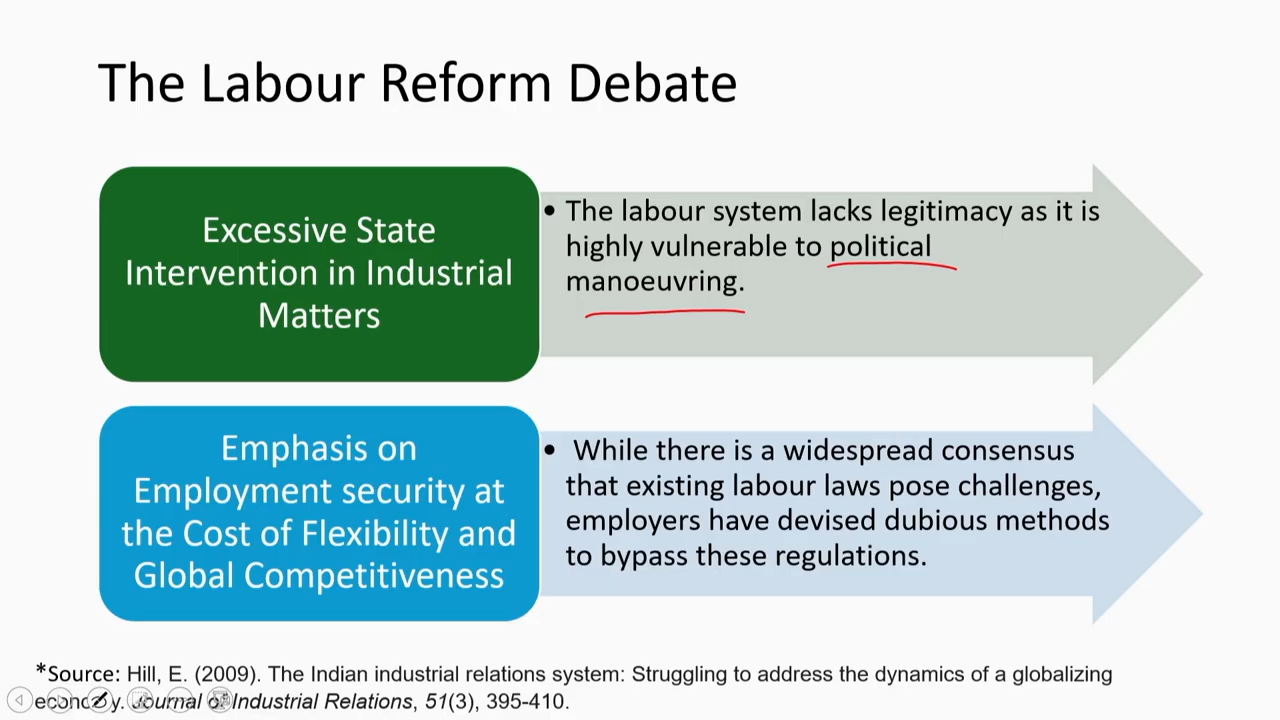 The Labour Reform Debate
Excessive State
Intervention in Industrial
Matters
• The labour system lacks legitimacy as it is
highly vulnerable to political
manoeuvring.
Emphasis on
Employment security at
the Cost of Flexibility and
Global Competitiveness
• While there is a widespread consensus
that existing labour laws pose challenges,
employers have devised dubious methods
to bypass these regulations.
*Source: Hill, E. (2009). The Indian industrial relations system: Struggling to address the dynamics of a globalizing
economy. Journal of Industrial Relations, 51(3), 395-410.